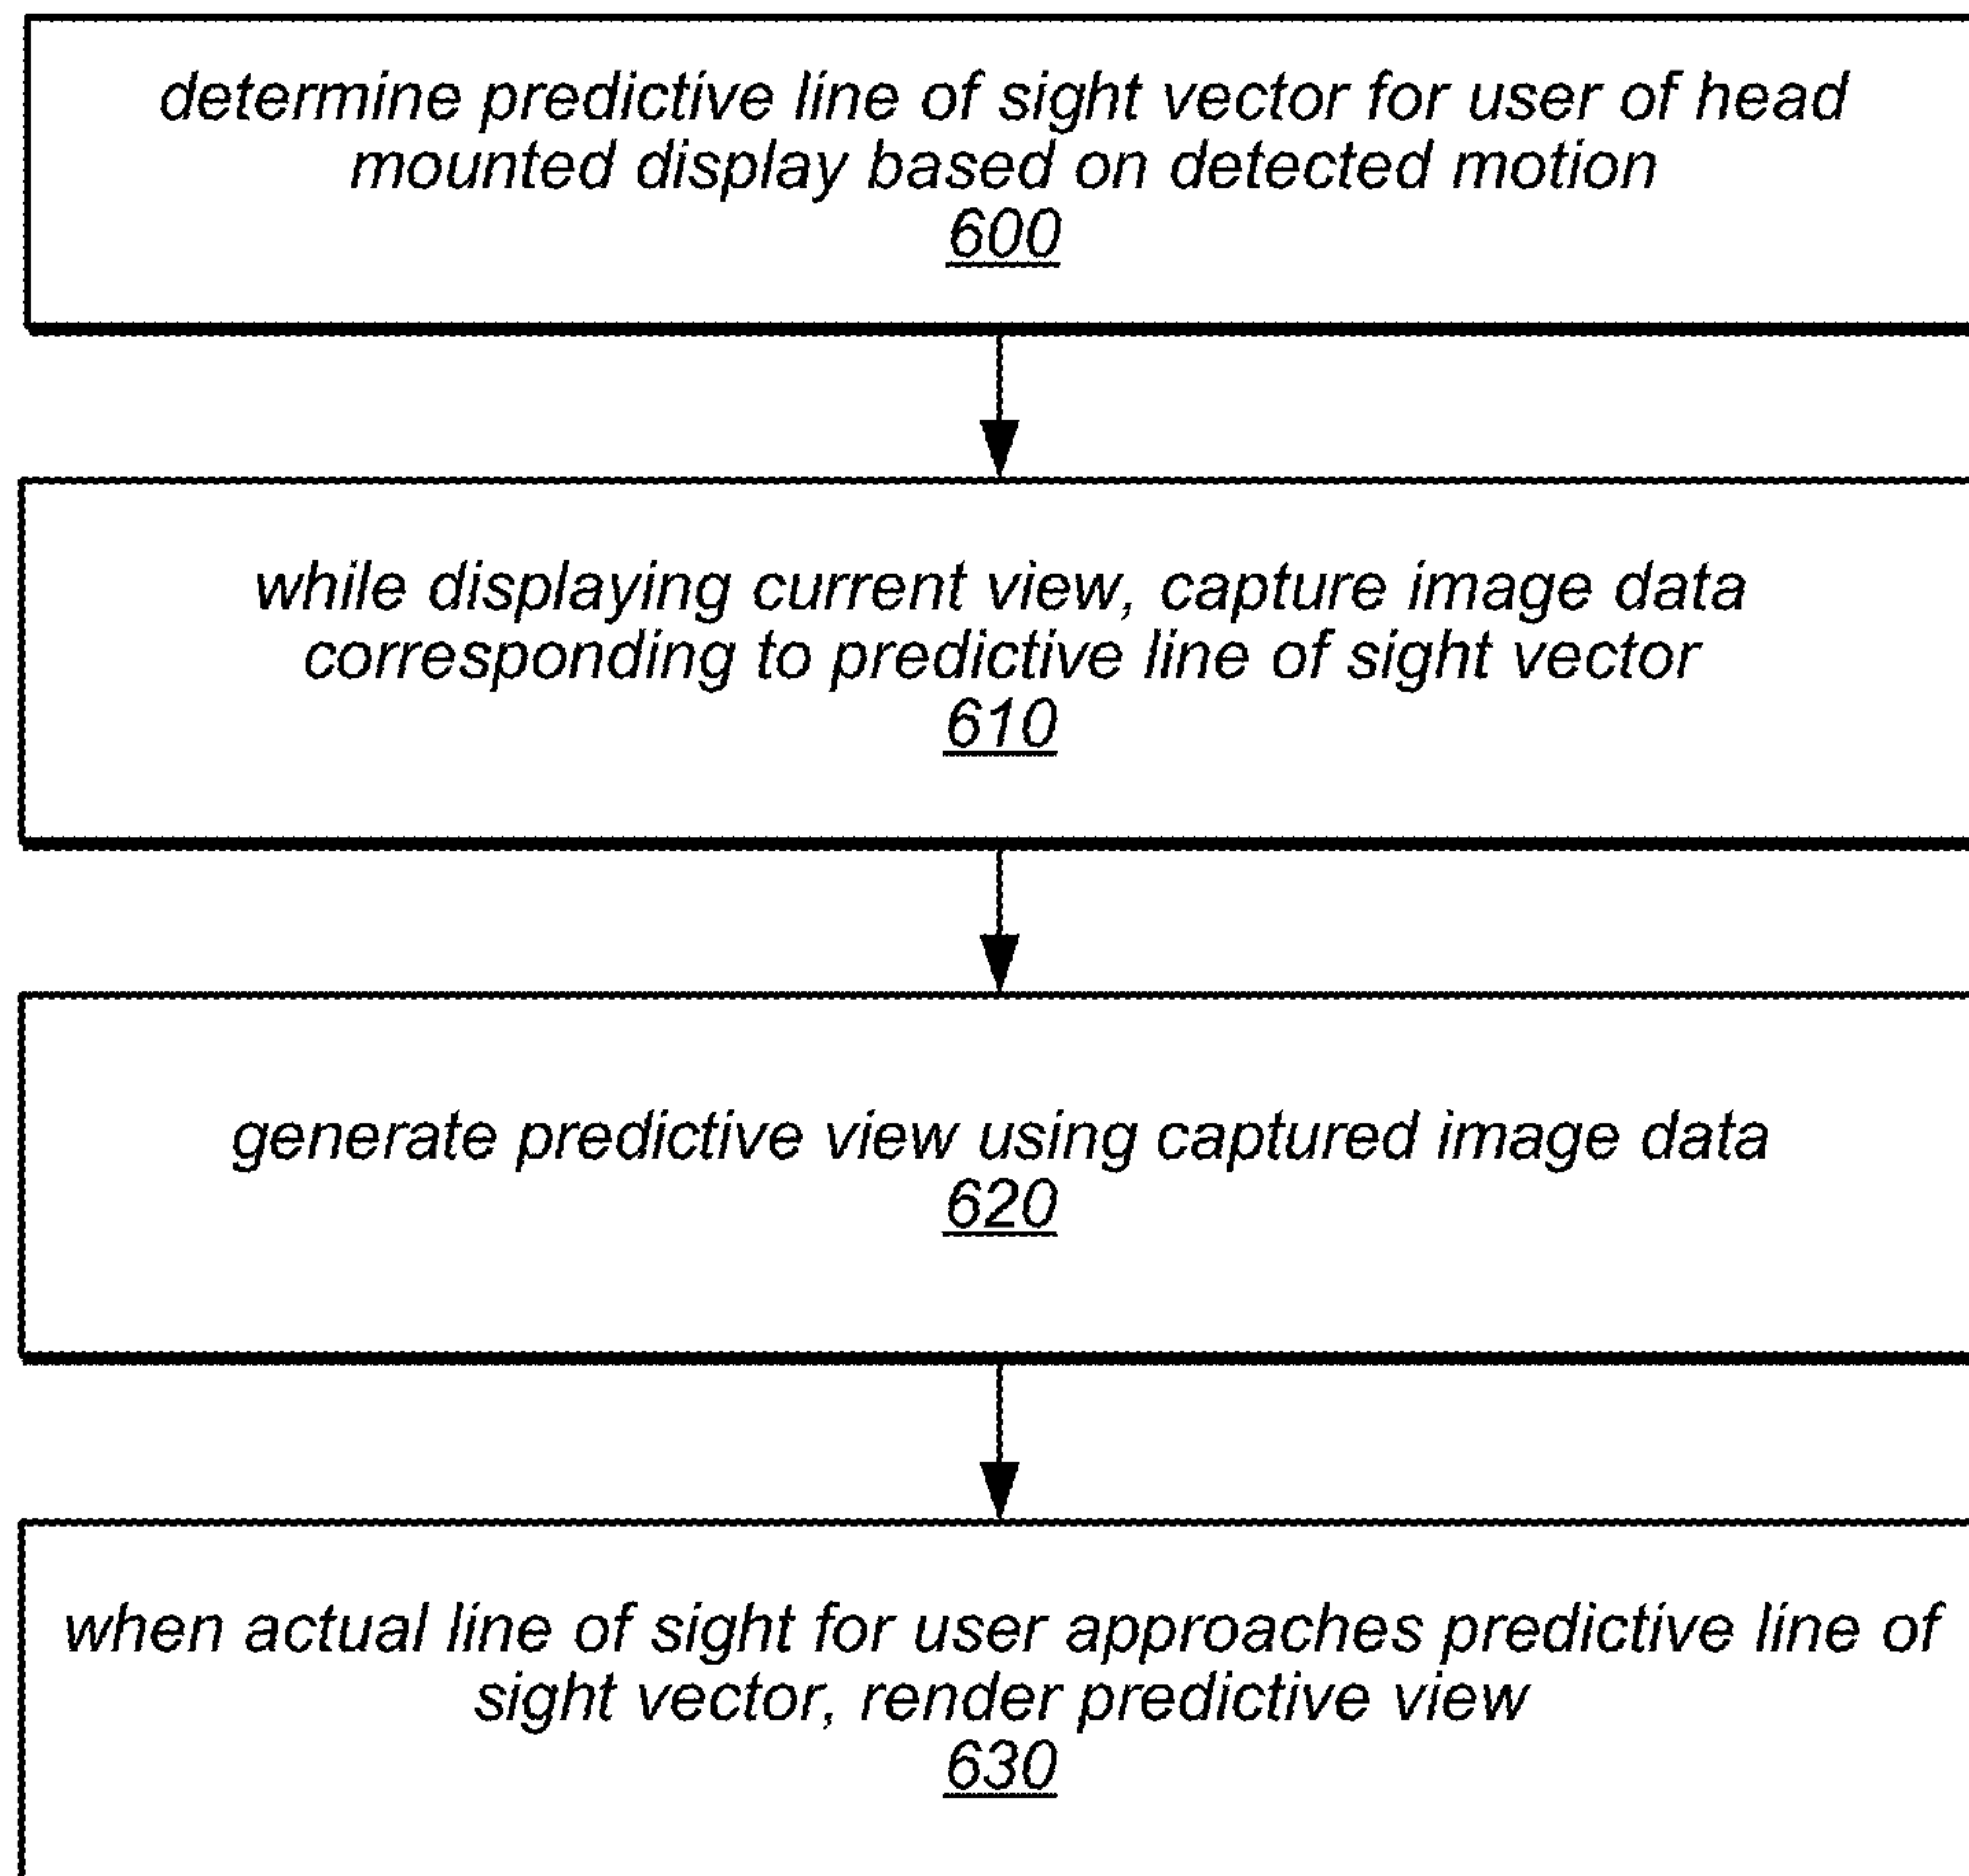 determine predictive line of sight vector for user of head
mounted display based on detected motion
600
while displaying current view, capture image data
corresponding to predictive line of sight vector
610
generate predictive view using captured image data
620
when actual line of sight for user approaches predictive line of
sight vector, render predictive view
630